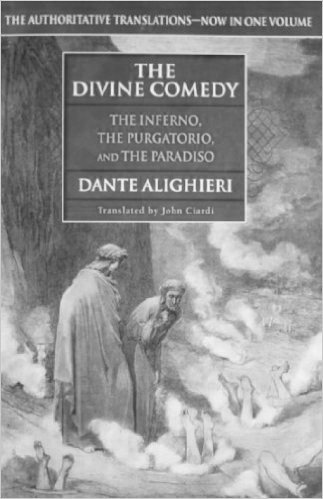 THE AUTHORITATIVE TRANSLATIONS—NOW IN ONE VOLUME
THE
DIVINE COMEDY
THE INFERNO,
THE PURGATORIO,
AND THE PARADISO
DANTE ALIGHIERI
Translated by John Ciardi